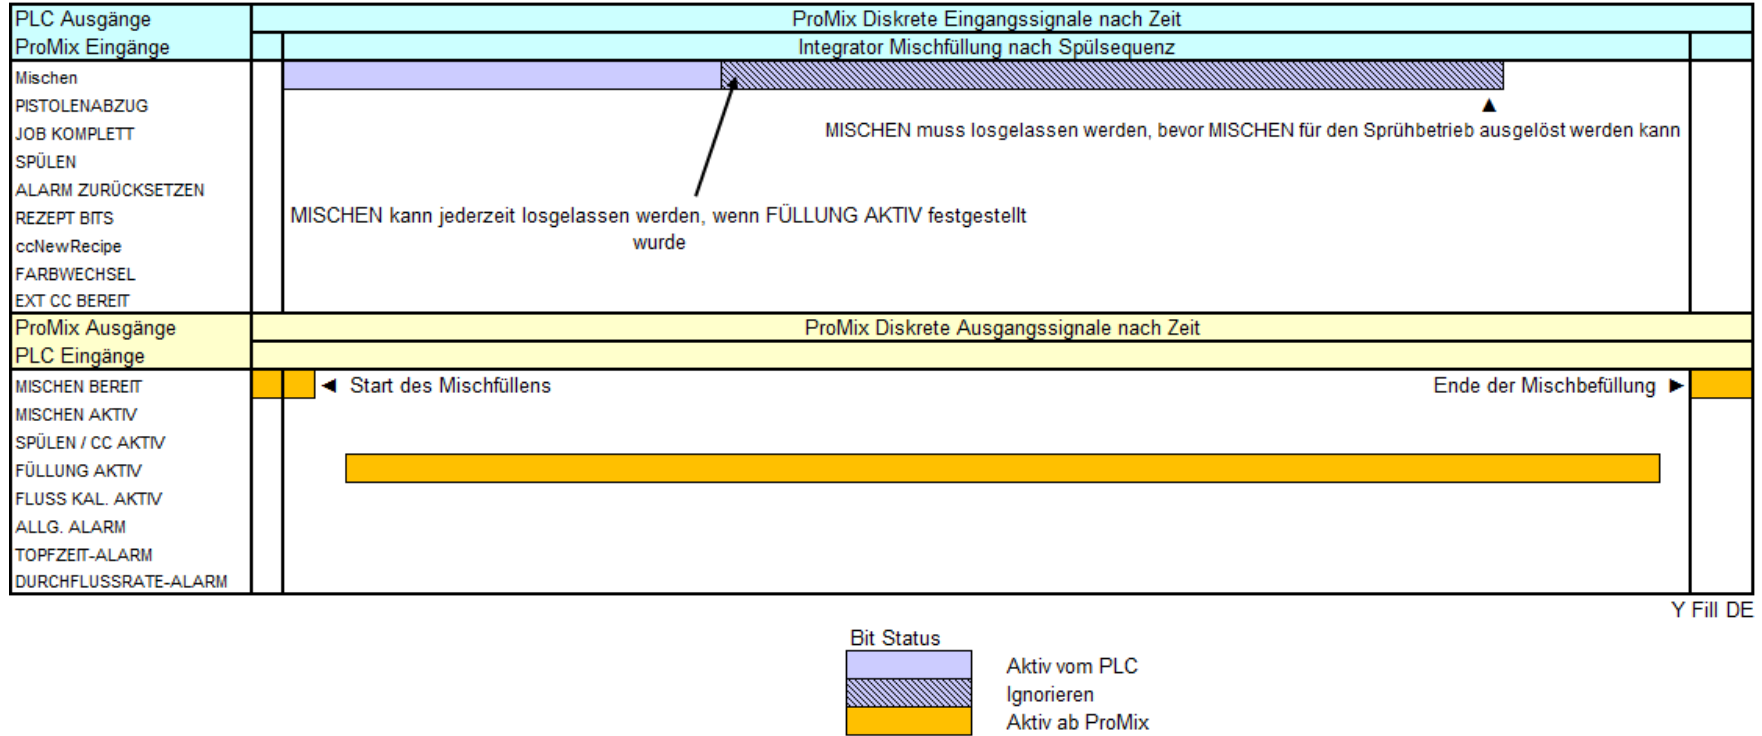 PLC Ausgänge
ProMix Diskrete Eingangssignale nach Zeit
ProMix Eingänge
Integrator Mischfüllung nach Spülsequenz
Mischen
PISTOLENABZUG
JOB KOMPLETT
MISCHEN muss losgelassen werden, bevor MISCHEN für den Sprühbetrieb ausgelöst werden kann
SPÜLEN
ALARM ZURÜCKSETZEN
REZEPT BITS
MISCHEN kann jederzeit losgelassen werden, wenn FÜLLUNG AKTIV festgestellt
wurde
ccNewRecipe
FARBWECHSEL
EXT CC BEREIT
ProMix Ausgänge
ProMix Diskrete Ausgangssignale nach Zeit
PLC Eingänge
MISCHEN BEREIT
◄ Start des Mischfüllens
Ende der Mischbefüllung ►
MISCHEN AKTIV
SPÜLEN / CC AKTIV
FÜLLUNG AKTIV
FLUSS KAL. AKTIV
ALLG. ALARM
TOPFZEIT-ALARM
DURCHFLUSSRATE-ALARM
Y Fill DE
Bit Status
Aktiv vom PLC
Ignorieren
Aktiv ab ProMix